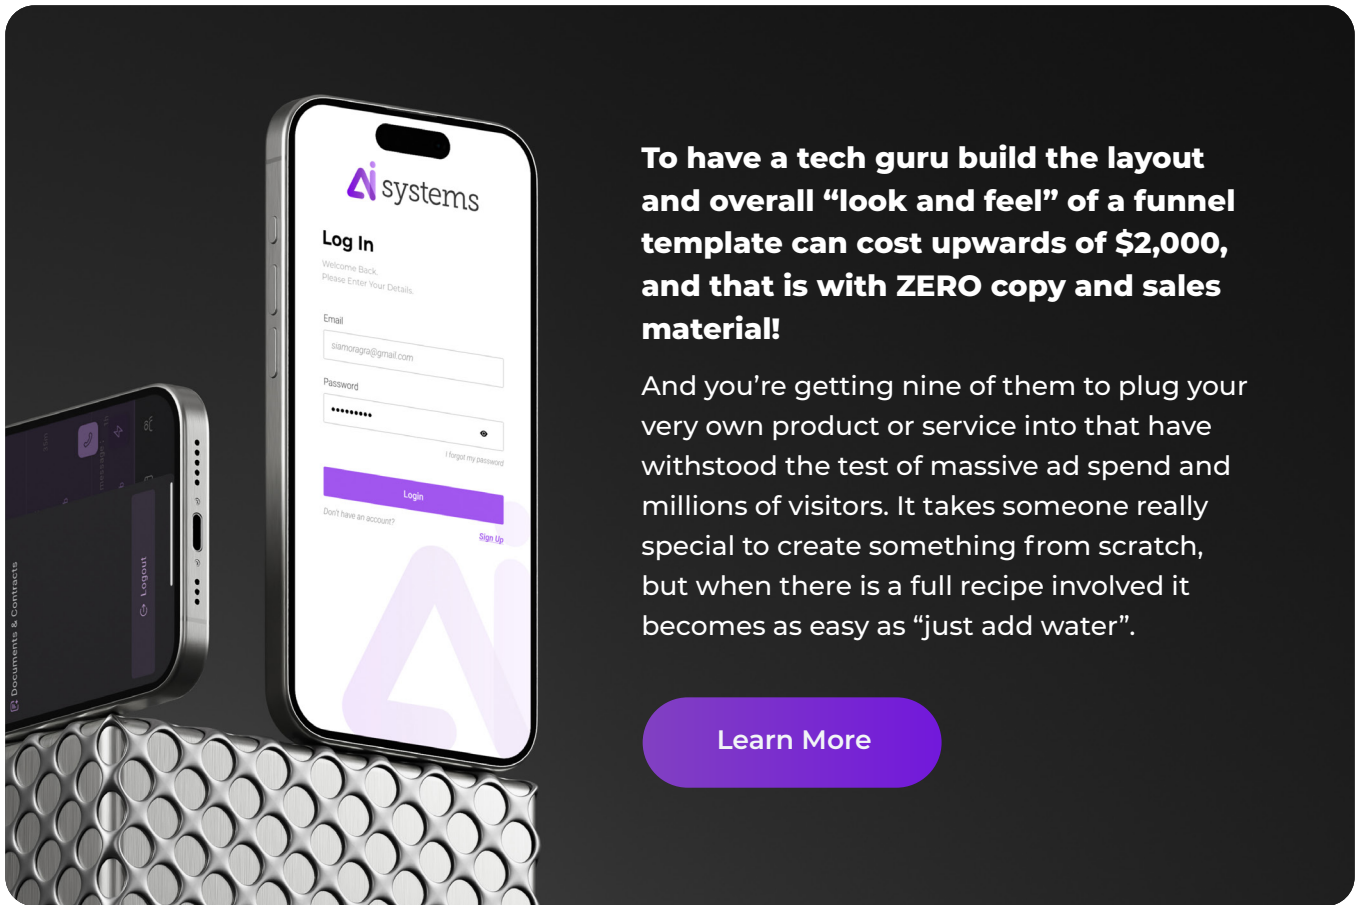 To have a tech guru build the layout
and overall “look and feel” of a funnel
template can cost upwards of $2,000,
and that is with ZERO copy and sales
material!
And you’re getting nine of them to plug your
very own product or service into that have
withstood the test of massive ad spend and
millions of visitors. It takes someone really
special to create something from scratch,
but when there is a full recipe involved it
becomes as easy as “just add water”.
Learn More
Ai systems
Log In
Welcome Back.
Please Enter Your Details.
Email
siamoragra@gmail.com
Password
I forgot my password
Login
Don't have an account?
Sign Up
Documents & Contracts
Logout